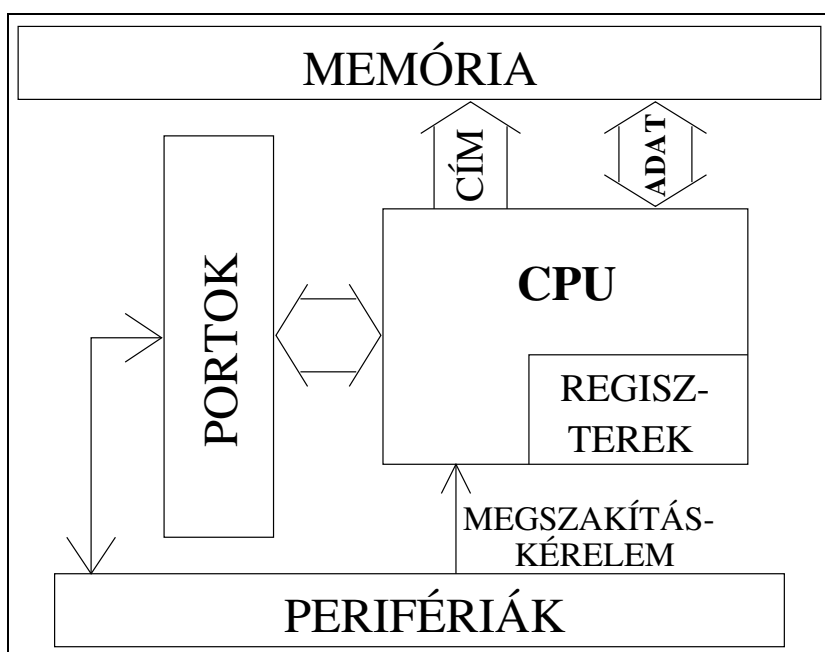 MEMÓRIA
CÍM
ADAT
PORTOK
CPU
REGISZ-
TEREK
MEGSZAKÍTÁS-
KÉRELEM
PERIFÉRIÁK